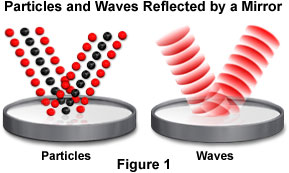 Particles and Waves Reflected by a Mirror
Particles
Waves
Figure 1